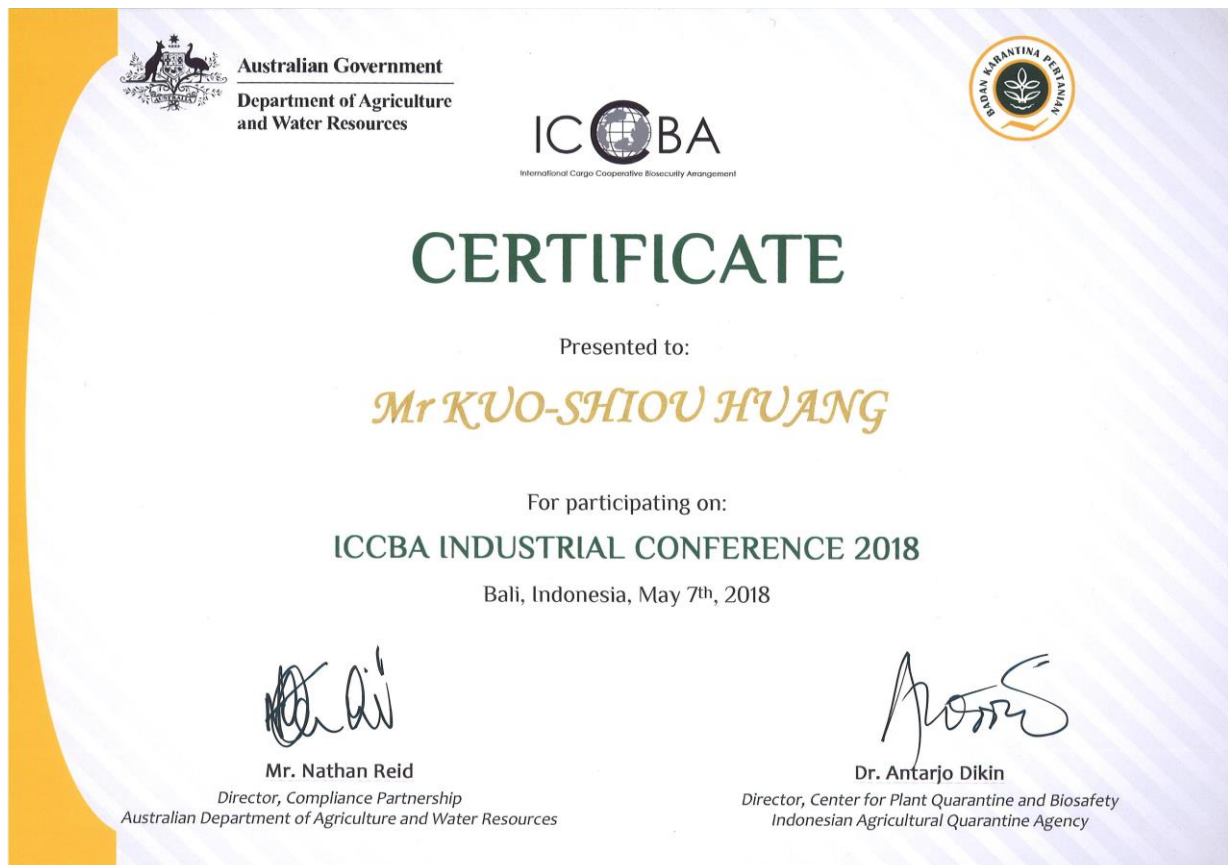 Australian Government
Department of Agriculture
and Water Resources
AUSTRALIA
ICCBA
International Cargo Cooperative Biosecurity Arrangement
BADAN KARANTINA PERTANIAN
CERTIFICATE
Presented to:
Mr KUO-SHIOU HUANG
For participating on:
ICCBA INDUSTRIAL CONFERENCE 2018
Bali, Indonesia, May 7th, 2018
Mr. Nathan Reid
Director, Compliance Partnership
Australian Department of Agriculture and Water Resources
Dr. Antarjo Dikin
Director, Center for Plant Quarantine and Biosafety
Indonesian Agricultural Quarantine Agency